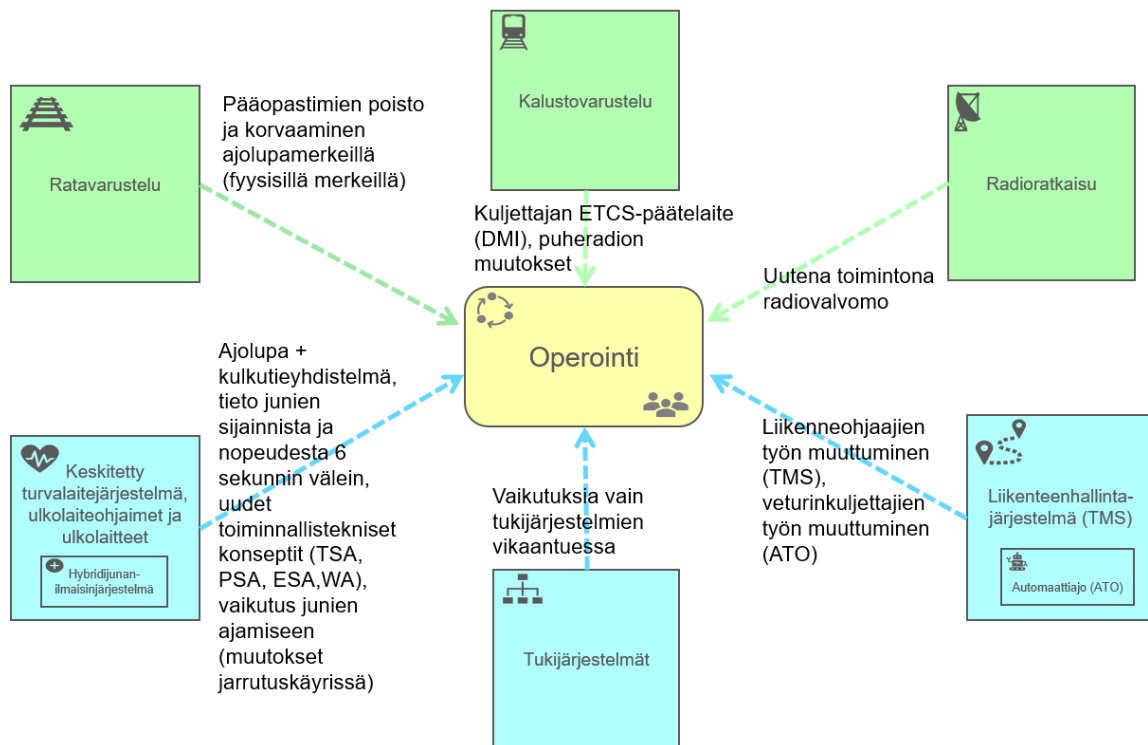 Kalustovarustelu
Pääopastimien poisto
ja korvaaminen
ajolupamerkeillä
(fyysisillä merkeillä)
Ratavarustelu
Radioratkaisu
Kuljettajan ETCS-päätelaite
(DMI), puheradion
muutokset
Uutena toimintona
radiovalvomo
Operointi
Ajolupa +
kulkutieyhdistelmä,
tieto junien
sijainnista ja
nopeudesta 6
sekunnin välein,
uudet
toiminnallistekniset
konseptit (TSA,
PSA, ESA,WA),
vaikutus junien
ajamiseen
(muutokset
jarrutuskäyrissä)
Keskitetty
turvalaitejärjestelmä,
ulkolaiteohjaimet ja
ulkolaitteet
Hybridijunan-
ilmaisinjärjestelmä
Vaikutuksia vain
tukijärjestelmien
vikaantuessa
Liikenneohjaajien
työn muuttuminen
(TMS),
veturinkuljettajien
työn muuttuminen
(ATO)
Liikenteenhallinta-
järjestelmä (TMS)
Automaattiajo (ATO)
Tukijärjestelmät